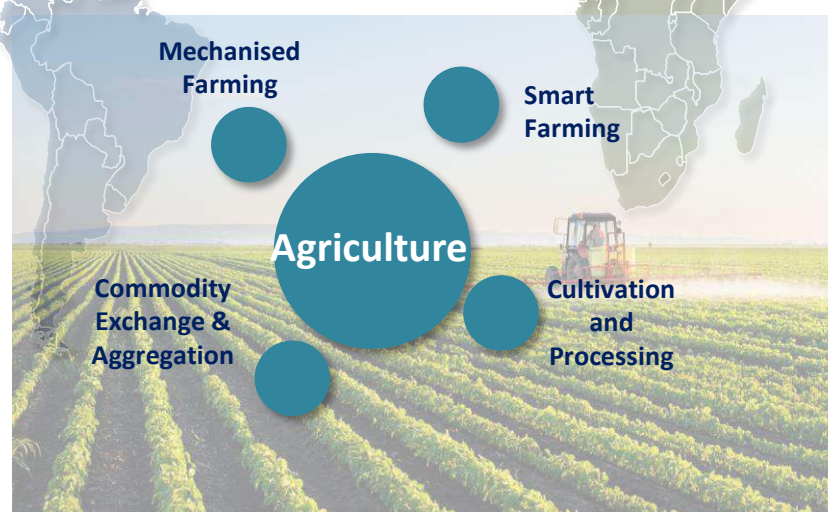 Mechanised
Farming
Smart
Farming
Agriculture
Commodity
Exchange &
Aggregation
Cultivation
and
Processing